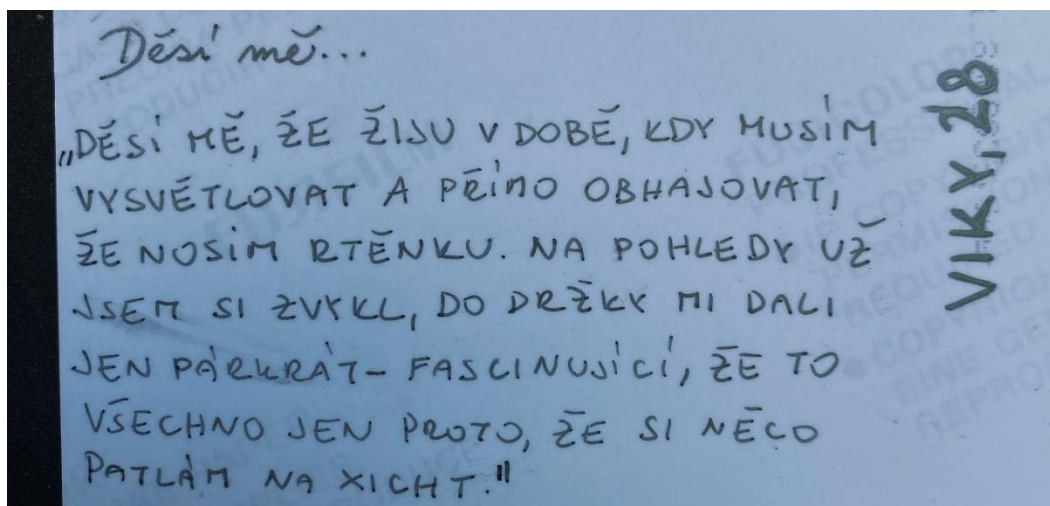 Děsí mě...
„DĚSÍ MĚ, ŽE ŽIJU V DOBĚ, KDY MUSÍM
VYSVĚTLOVAT A PŘÍMO OBHAJOVAT,
ŽE NOSÍM RTĚNKU. NA POHLEDY UŽ
JSEM SI ZVYKL, DO DRŽKY MI DALI
JEN PÁRKRÁT - FASCINUJÍCÍ, ŽE TO
VŠECHNO JEN PROTO, ŽE SI NĚCO
PATLÁM NA XICHT."
VIKY, 28